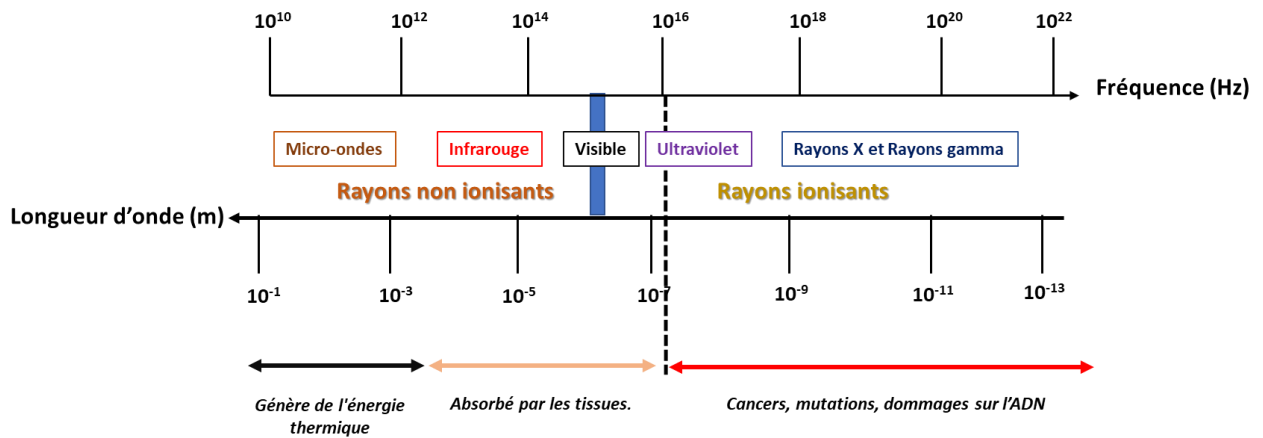 10¹⁰ 10¹² 10¹⁴ 10¹⁶ 10¹⁸ 10²⁰ 10²²
Fréquence (Hz)
Micro-ondes Infrarouge Visible Ultraviolet Rayons X et Rayons gamma
Rayons non ionisants Rayons ionisants
Longueur d'onde (m)
10⁻¹ 10⁻³ 10⁻⁵ 10⁻⁷ 10⁻⁹ 10⁻¹¹ 10⁻¹³
Génère de l'énergie
thermique
Absorbé par les tissues.
Cancers, mutations, dommages sur l'ADN